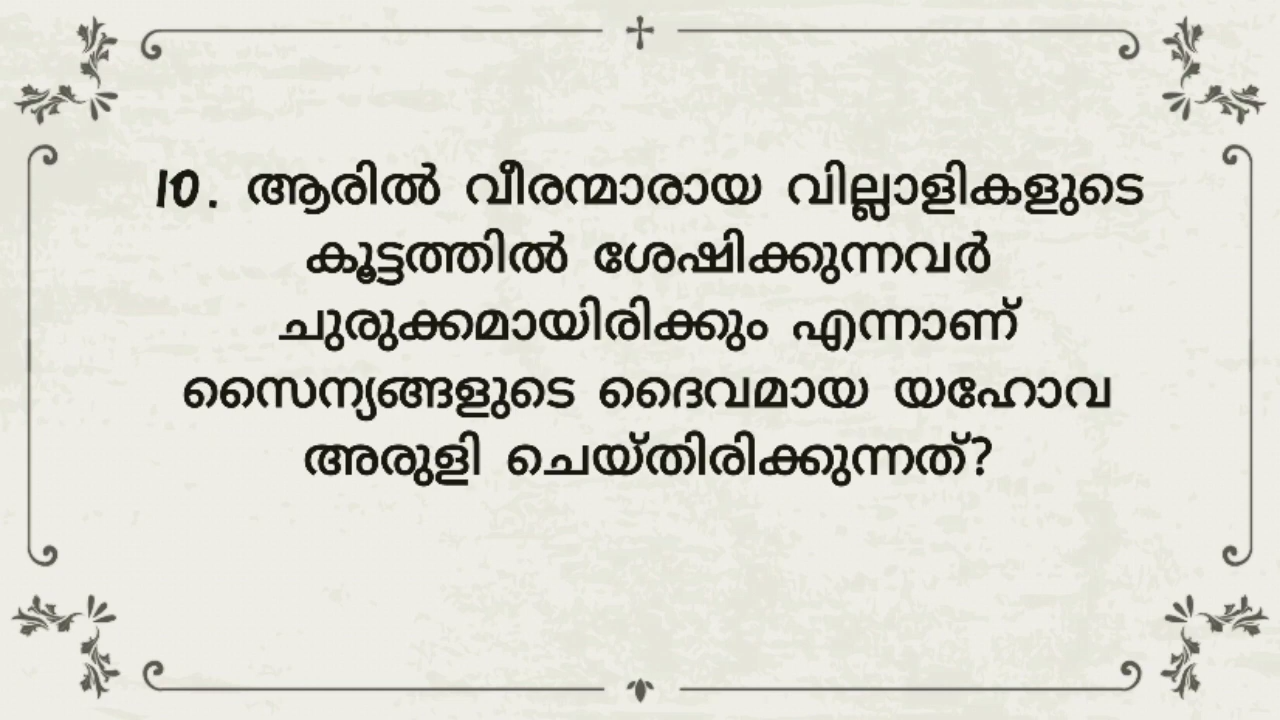 10. ആരിൽ വീരന്മാരായ വില്ലാളികളുടെ
കൂട്ടത്തിൽ ശേഷിക്കുന്നവർ
ചുരുക്കമായിരിക്കും എന്നാണ്
സൈന്യങ്ങളുടെ ദൈവമായ യഹോവ
അരുളി ചെയ്തിരിക്കുന്നത്?